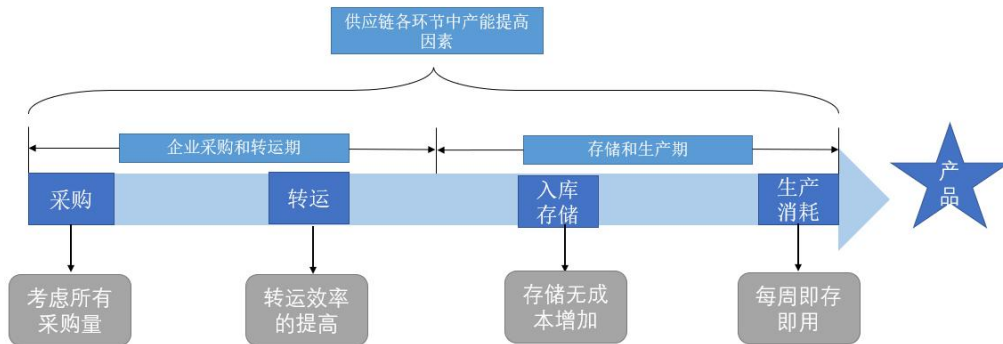 供应链各环节中产能提高
因素
企业采购和转运期
存储和生产期
采购
转运
入库
存储
生产
消耗
产
品
考虑所有
采购量
转运效率
的提高
存储无成
本增加
每周即存
即用